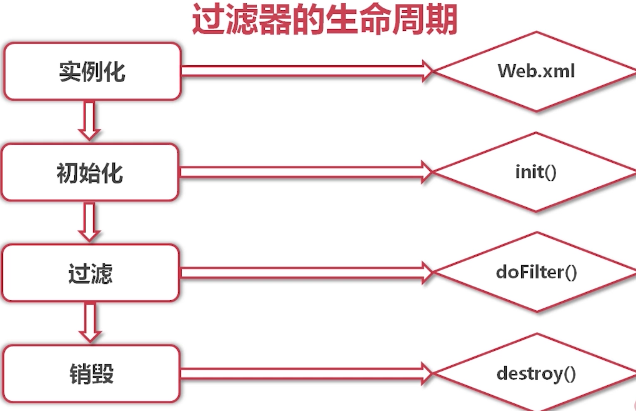 过滤器的生命周期
实例化
Web.xml
初始化
init()
过滤
doFilter()
销毁
destroy()